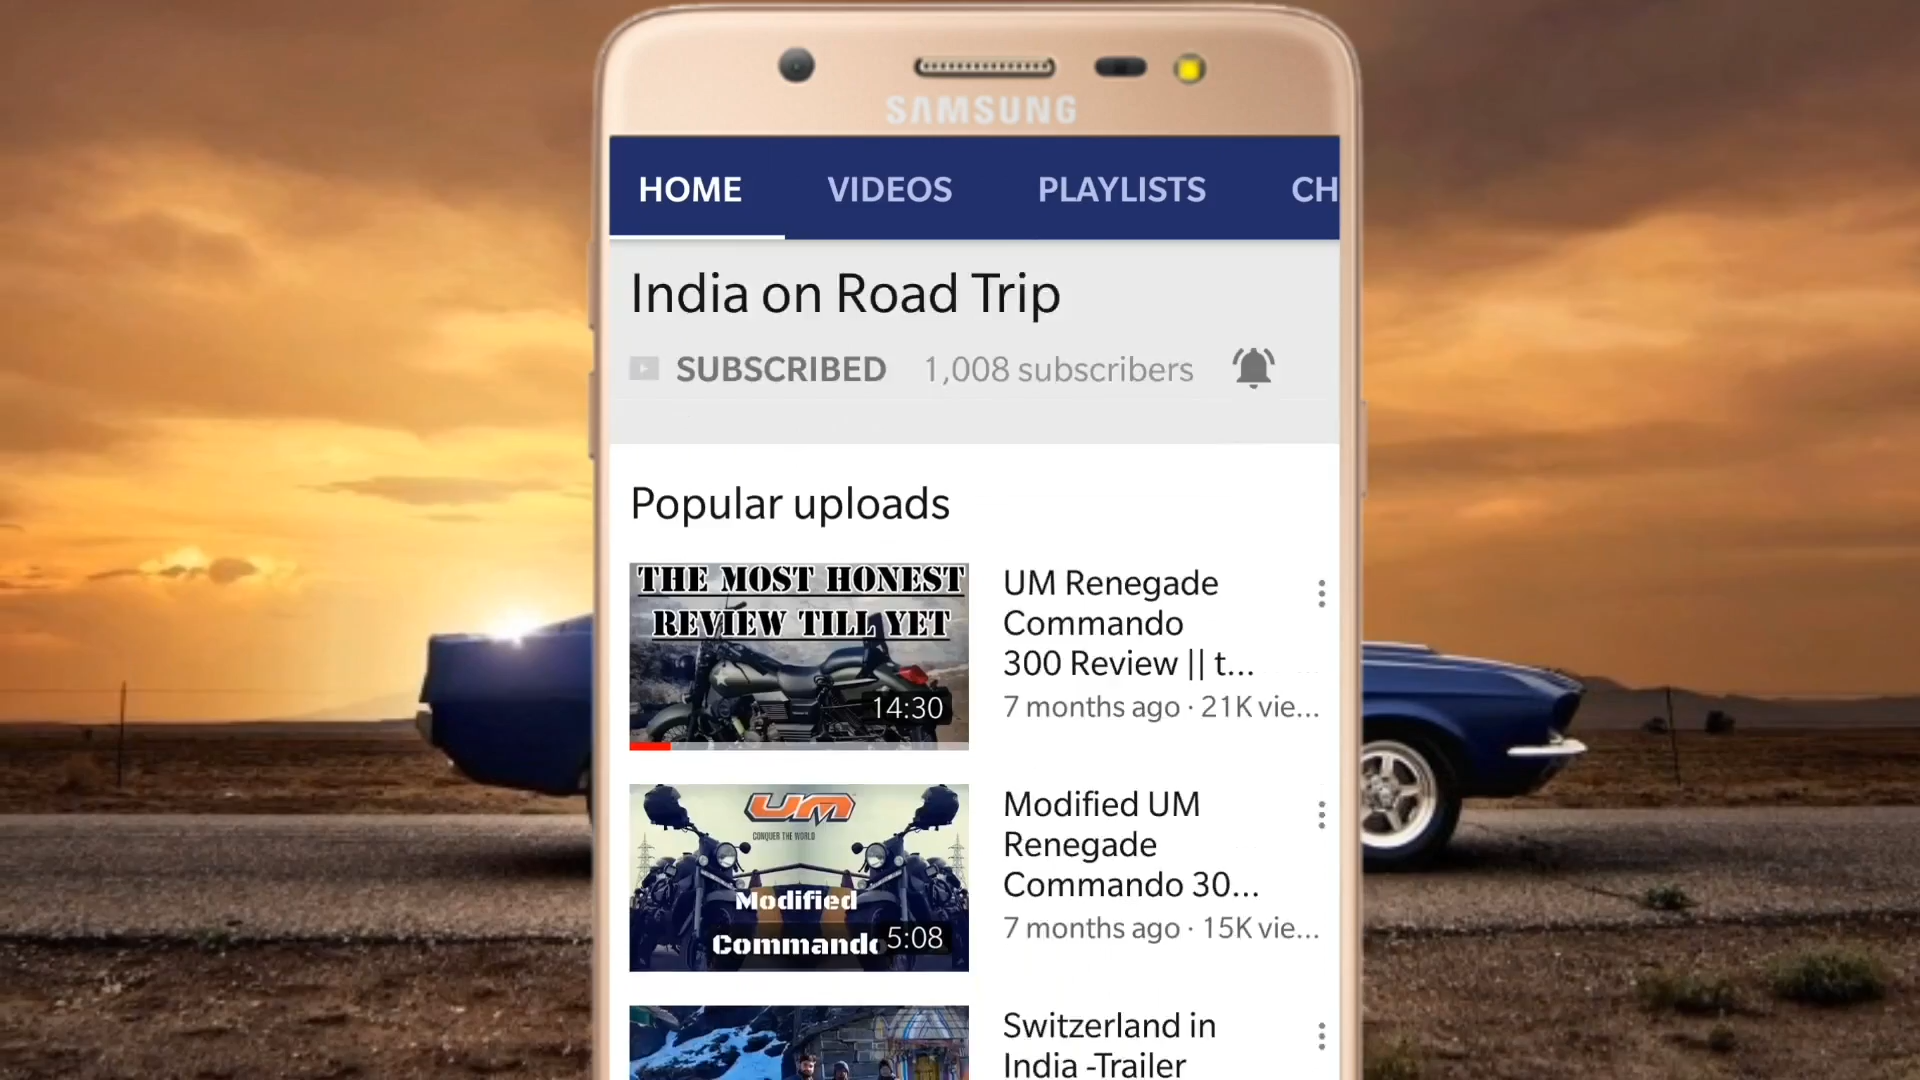 SAMSUNG
HOME VIDEOS PLAYLISTS CH
India on Road Trip
SUBSCRIBED 1,008 subscribers
Popular uploads
THE MOST HONEST
REVIEW TILL YET
14:30
UM Renegade
Commando
300 Review || t...
7 months ago · 21K vie...
UM
CONQUER THE WORLD
Modified
Commando
5:08
Modified UM
Renegade
Commando 30...
7 months ago · 15K vie...
Switzerland in
India -Trailer